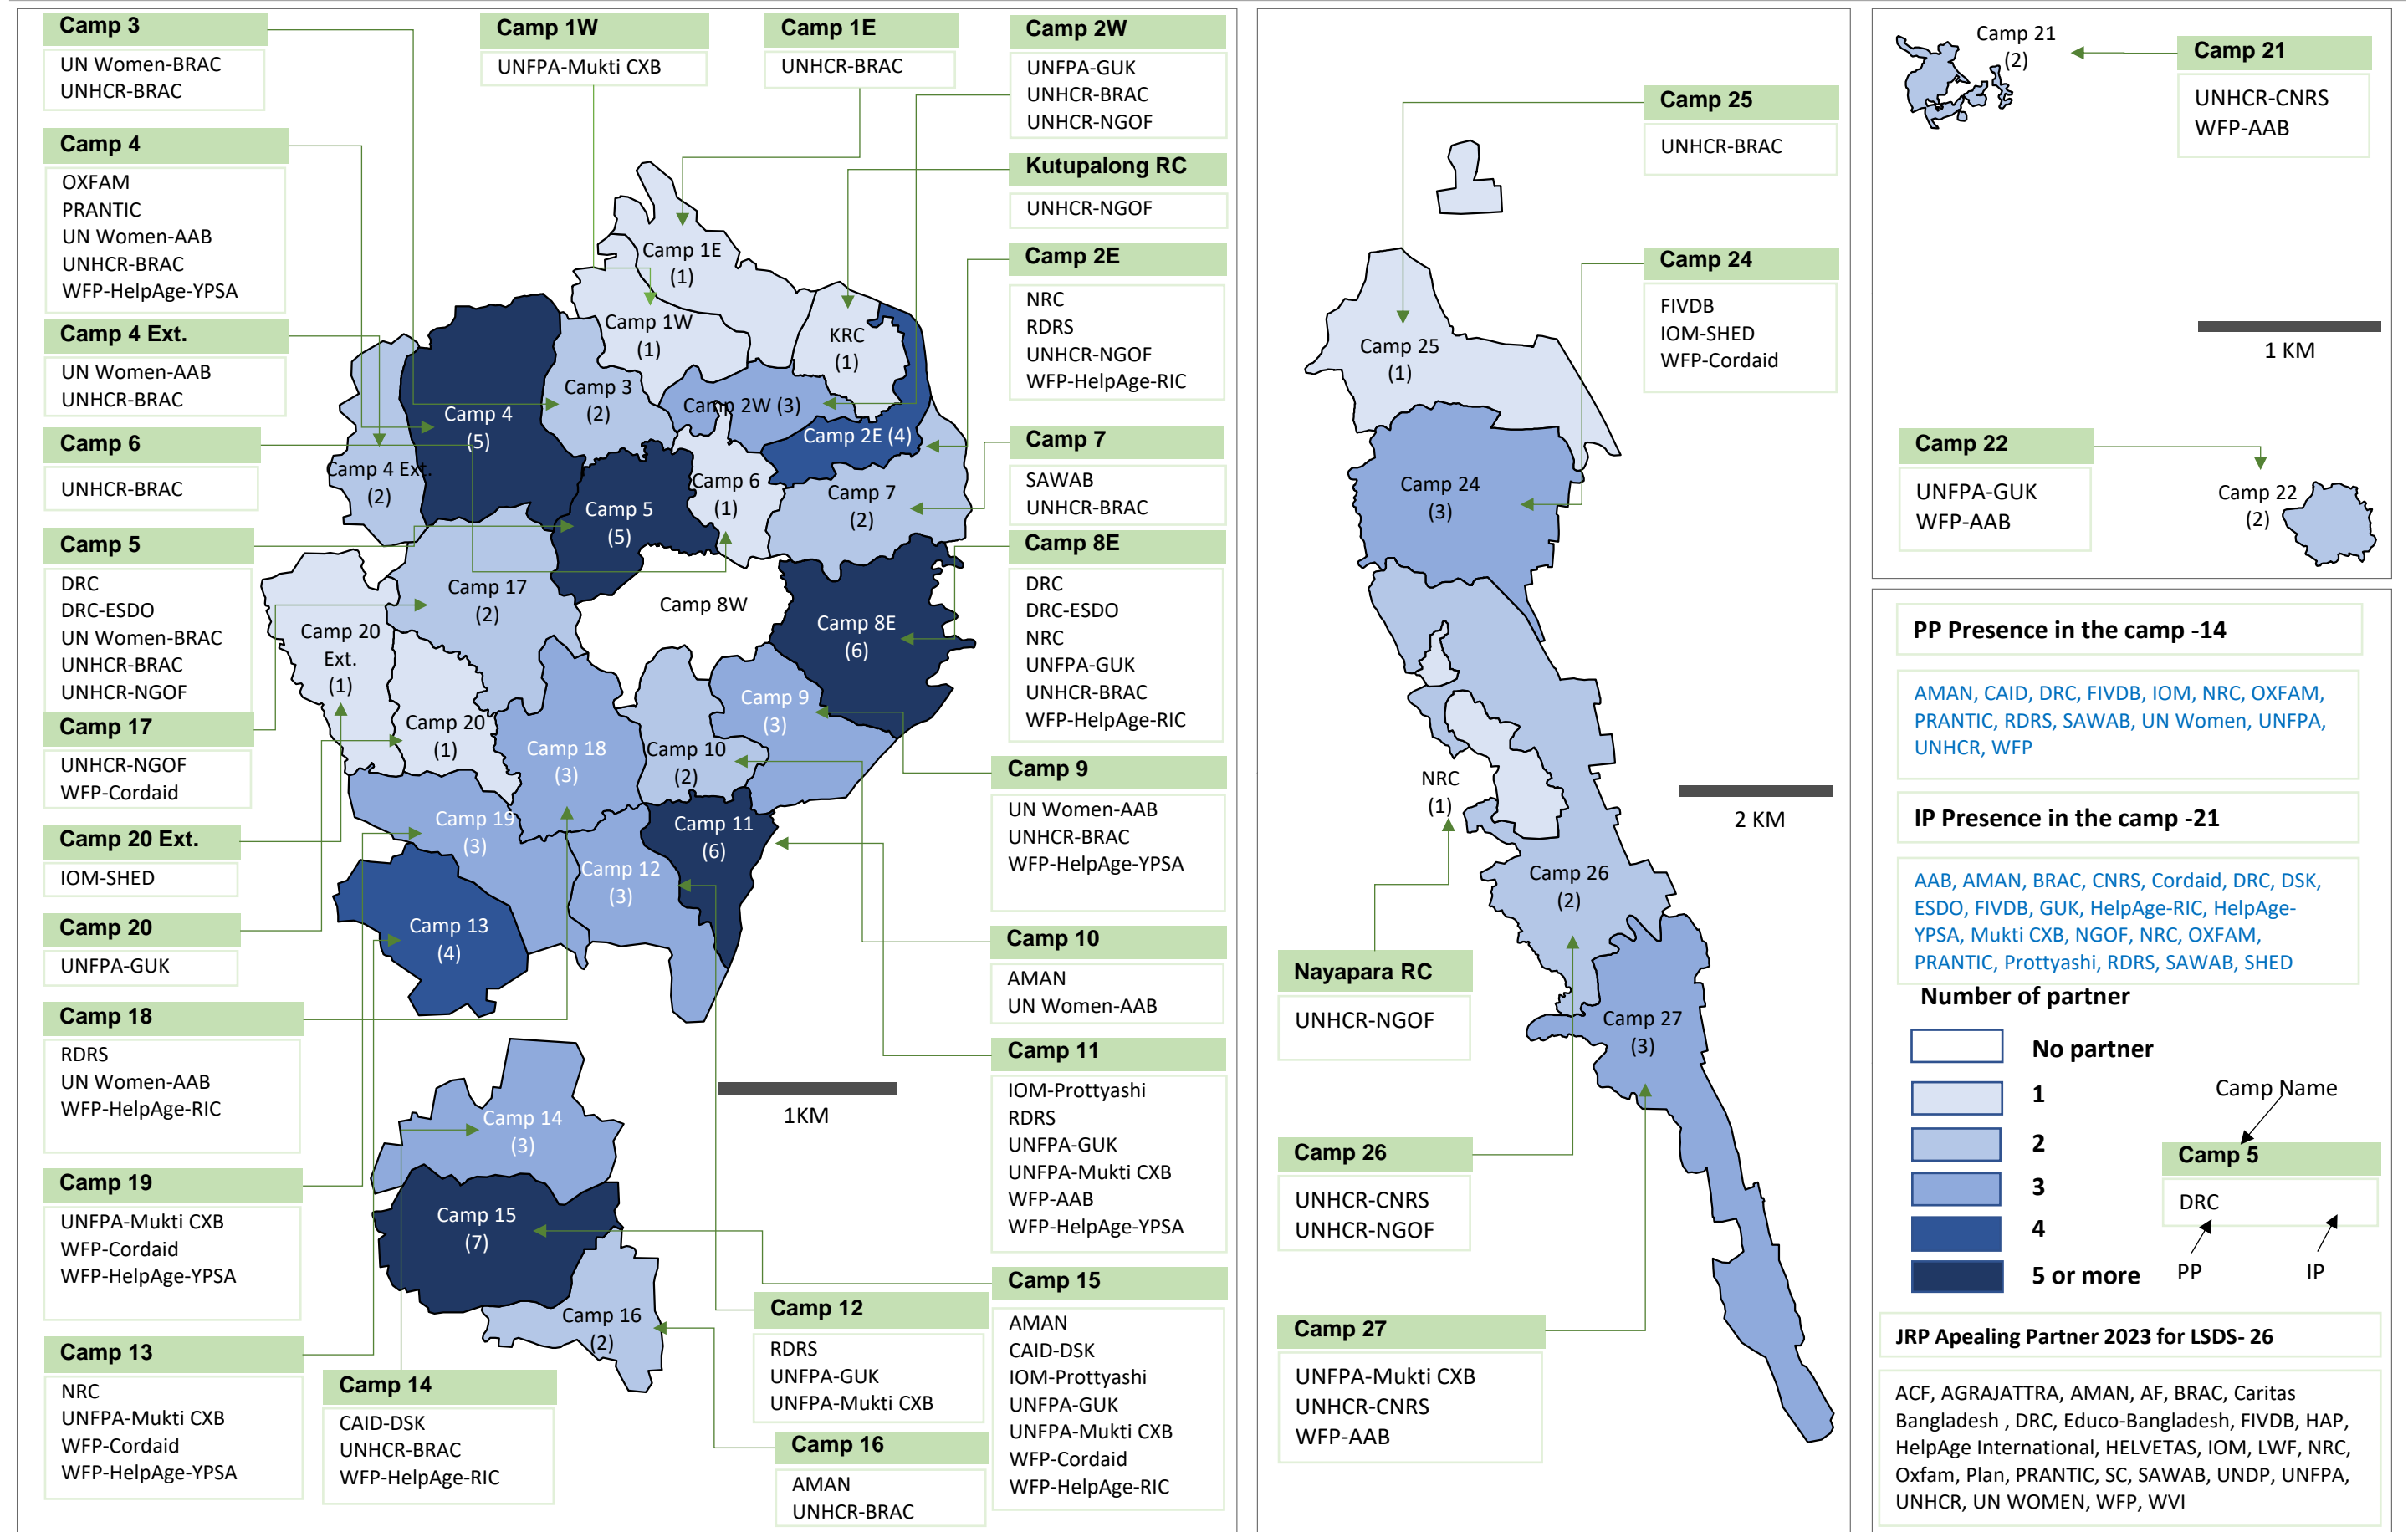 Camp 3
UN Women-BRAC
UNHCR-BRAC
Camp 4
OXFAM
PRANTIC
UN Women-AAB
UNHCR-BRAC
WFP-HelpAge-YPSA
Camp 4 Ext.
UN Women-AAB
UNHCR-BRAC
Camp 6
UNHCR-BRAC
Camp 5
DRC
DRC-ESDO
UN Women-BRAC
UNHCR-BRAC
UNHCR-NGOF
Camp 17
UNHCR-NGOF
WFP-Cordaid
Camp 20 Ext.
IOM-SHED
Camp 20
UNFPA-GUK
Camp 18
RDRS
UN Women-AAB
WFP-HelpAge-RIC
Camp 19
UNFPA-Mukti CXB
WFP-Cordaid
WFP-HelpAge-YPSA
Camp 13
NRC
UNFPA-Mukti CXB
WFP-Cordaid
WFP-HelpAge-YPSA
Camp 14
CAID-DSK
UNHCR-BRAC
WFP-HelpAge-RIC
Camp 1W
UNFPA-Mukti CXB
Camp 1E
UNHCR-BRAC
Camp 2W
UNFPA-GUK
UNHCR-BRAC
UNHCR-NGOF
Kutupalong RC
UNHCR-NGOF
Camp 2E
NRC
RDRS
UNHCR-NGOF
WFP-HelpAge-RIC
Camp 7
SAWAB
UNHCR-BRAC
Camp 8E
DRC
DRC-ESDO
NRC
UNFPA-GUK
UNHCR-BRAC
WFP-HelpAge-RIC
Camp 9
UN Women-AAB
UNHCR-BRAC
WFP-HelpAge-YPSA
Camp 10
AMAN
UN Women-AAB
Camp 11
IOM-Prottyashi
RDRS
UNFPA-GUK
UNFPA-Mukti CXB
WFP-AAB
WFP-HelpAge-YPSA
Camp 15
AMAN
CAID-DSK
IOM-Prottyashi
UNFPA-GUK
UNFPA-Mukti CXB
WFP-Cordaid
WFP-HelpAge-RIC
Camp 12
RDRS
UNFPA-GUK
UNFPA-Mukti CXB
Camp 16
AMAN
UNHCR-BRAC
Camp 1E
(1)
Camp 1W
(1)
KRC
(1)
Camp 3
(2)
Camp 2W (3)
Camp 4
(5)
Camp 2E (4)
Camp 4 Ext.
(2)
Camp 6
(1)
Camp 7
(2)
Camp 5
(5)
Camp 17
(2)
Camp 8W
Camp 8E
(6)
Camp 20
Ext.
(1)
Camp 20
(1)
Camp 18
(3)
Camp 10
(2)
Camp 9
(3)
Camp 19
(3)
Camp 12
(3)
Camp 11
(6)
Camp 13
(4)
Camp 14
(3)
Camp 15
(7)
Camp 16
(2)
1KM
Camp 25
UNHCR-BRAC
Camp 24
FIVDB
IOM-SHED
WFP-Cordaid
Camp 25
(1)
Camp 24
(3)
NRC
(1)
2 KM
Camp 26
(2)
Camp 27
(3)
Nayapara RC
UNHCR-NGOF
Camp 26
UNHCR-CNRS
UNHCR-NGOF
Camp 27
UNFPA-Mukti CXB
UNHCR-CNRS
WFP-AAB
Camp 21
(2)
Camp 21
UNHCR-CNRS
WFP-AAB
1 KM
Camp 22
UNFPA-GUK
WFP-AAB
Camp 22
(2)
PP Presence in the camp -14
AMAN, CAID, DRC, FIVDB, IOM, NRC, OXFAM,
PRANTIC, RDRS, SAWAB, UN Women, UNFPA,
UNHCR, WFP
IP Presence in the camp -21
AAB, AMAN, BRAC, CNRS, Cordaid, DRC, DSK,
ESDO, FIVDB, GUK, HelpAge-RIC, HelpAge-
YPSA, Mukti CXB, NGOF, NRC, OXFAM,
PRANTIC, Prottyashi, RDRS, SAWAB, SHED
Number of partner
No partner
1
2
3
4
5 or more
Camp Name
Camp 5
DRC
PP
IP
JRP Apealing Partner 2023 for LSDS- 26
ACF, AGRAJATTRA, AMAN, AF, BRAC, Caritas
Bangladesh , DRC, Educo-Bangladesh, FIVDB, HAP,
HelpAge International, HELVETAS, IOM, LWF, NRC,
Oxfam, Plan, PRANTIC, SC, SAWAB, UNDP, UNFPA,
UNHCR, UN WOMEN, WFP, WVI